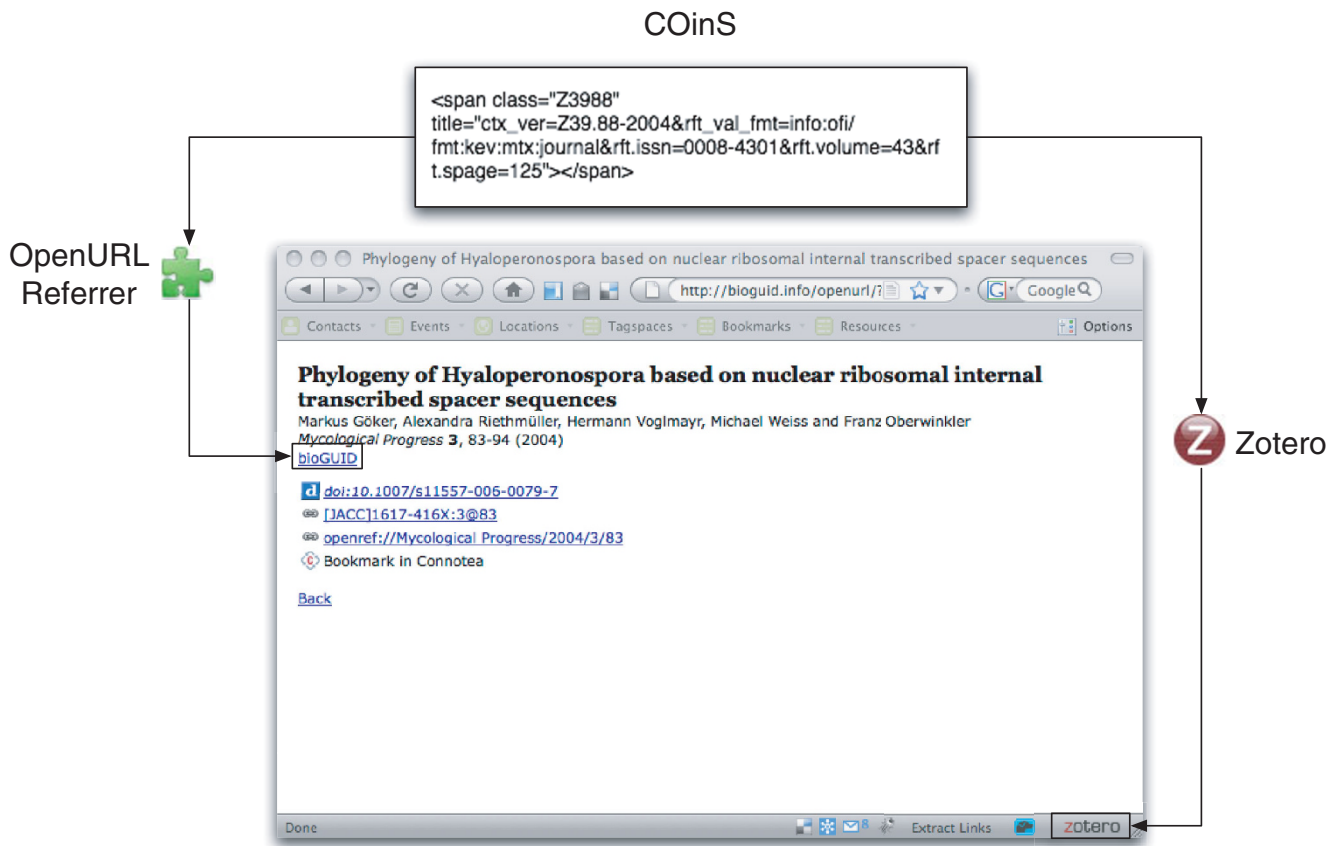 COinS
<span class="Z3988"
title="ctx_ver=Z39.88-2004&rft_val_fmt=info:ofi/
fmt:kev:mtx:journal&rft.issn=0008-4301&rft.volume=43&rf
t.spage=125"></span>
OpenURL
Referrer
Phylogeny of Hyaloperonospora based on nuclear ribosomal internal transcribed spacer sequences
http://bioguid.info/openurl/?
G Google
Contacts Events Locations Tagspaces Bookmarks Resources Options
Phylogeny of Hyaloperonospora based on nuclear ribosomal internal
transcribed spacer sequences
Markus Göker, Alexandra Riethmüller, Hermann Voglmayr, Michael Weiss and Franz Oberwinkler
Mycological Progress 3, 83-94 (2004)
bioGUID
d doi:10.1007/s11557-006-0079-7
[JACC]1617-416X:3@83
openref://Mycological Progress/2004/3/83
c Bookmark in Connotea
Back
Z Zotero
Done 8 Extract Links zotero